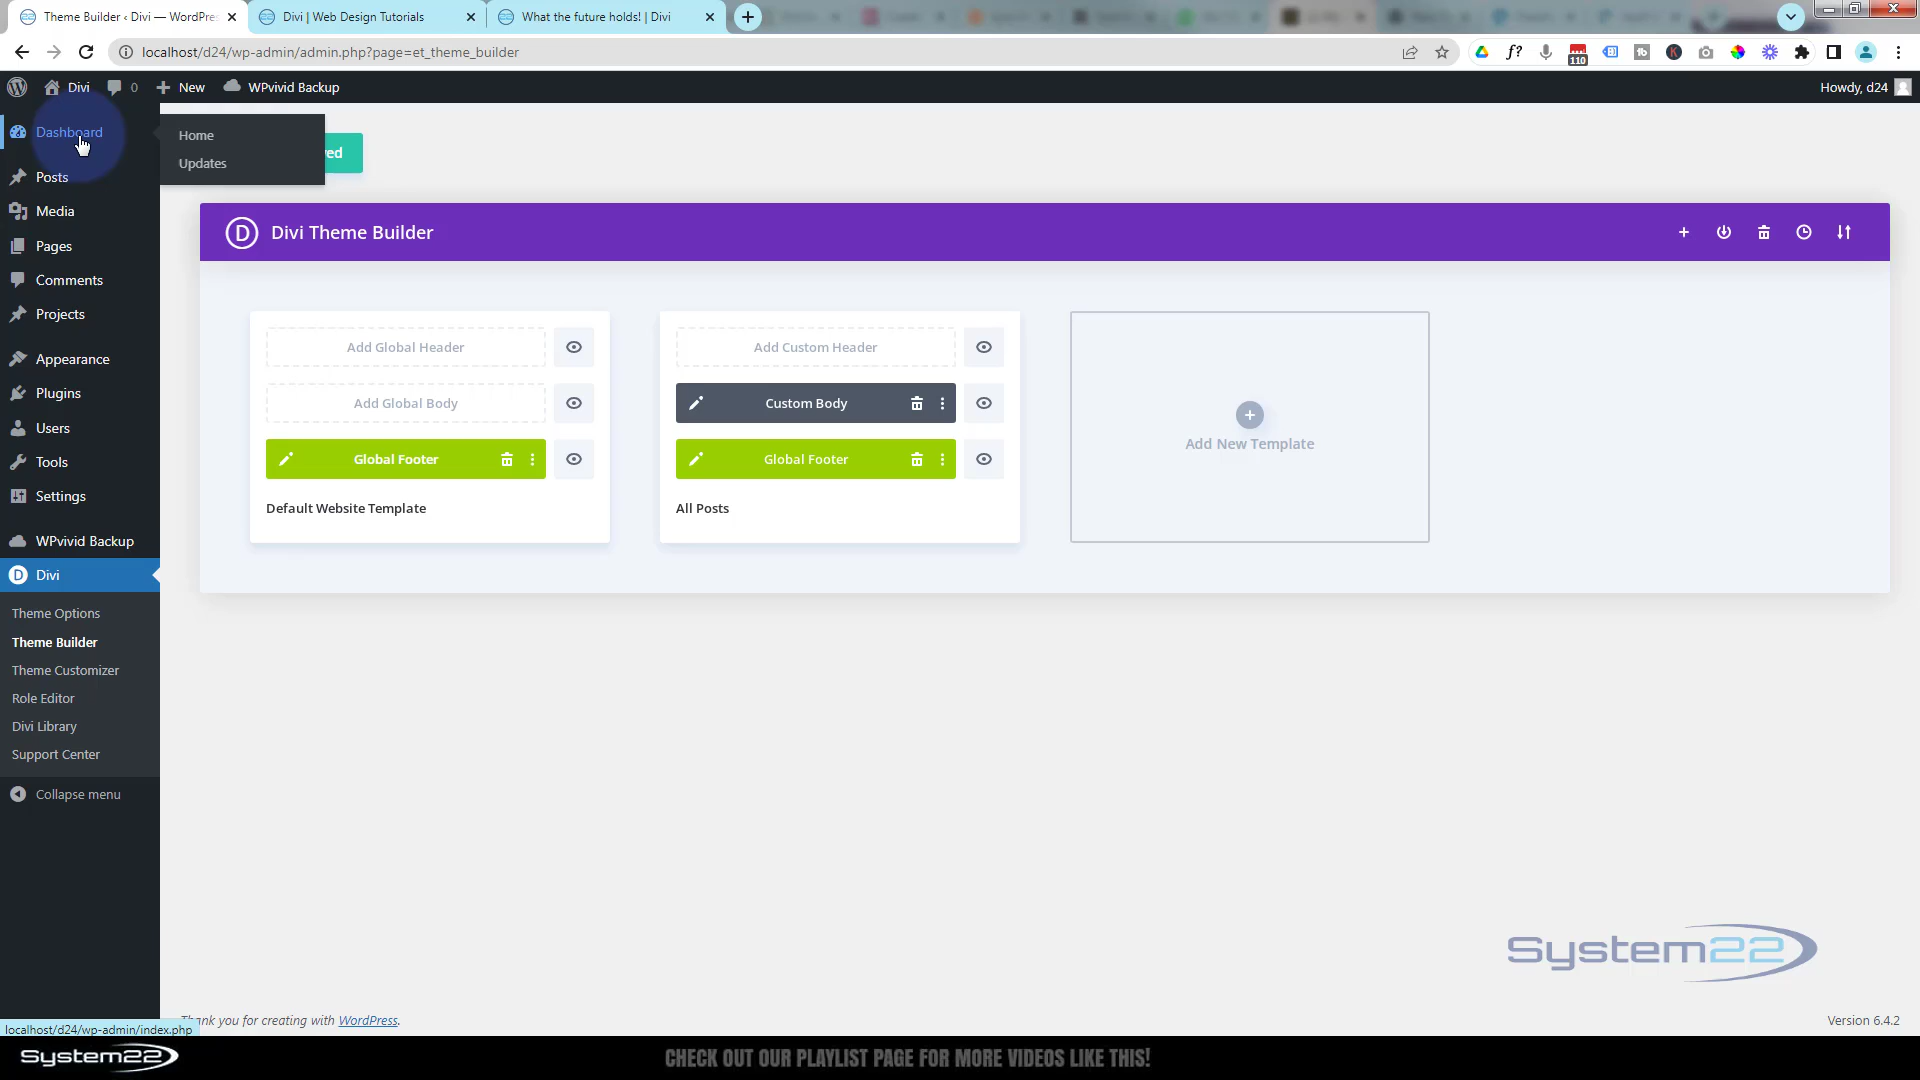 Theme Builder ‹ Divi — WordPre
Divi | Web Design Tutorials
What the future holds! | Divi
localhost/d24/wp-admin/admin.php?page=et_theme_builder
110
Divi
0
New
WPvivid Backup
Howdy, d24
Dashboard
Home
Updates
ed
Posts
Media
Pages
Comments
Projects
Appearance
Plugins
Users
Tools
Settings
WPvivid Backup
Divi
Theme Options
Theme Builder
Theme Customizer
Role Editor
Divi Library
Support Center
Collapse menu
Divi Theme Builder
Add Global Header
Add Global Body
Global Footer
Default Website Template
Add Custom Header
Custom Body
Global Footer
All Posts
Add New Template
System22
Thank you for creating with WordPress.
Version 6.4.2
localhost/d24/wp-admin/index.php
System22
CHECK OUT OUR PLAYLIST PAGE FOR MORE VIDEOS LIKE THIS!